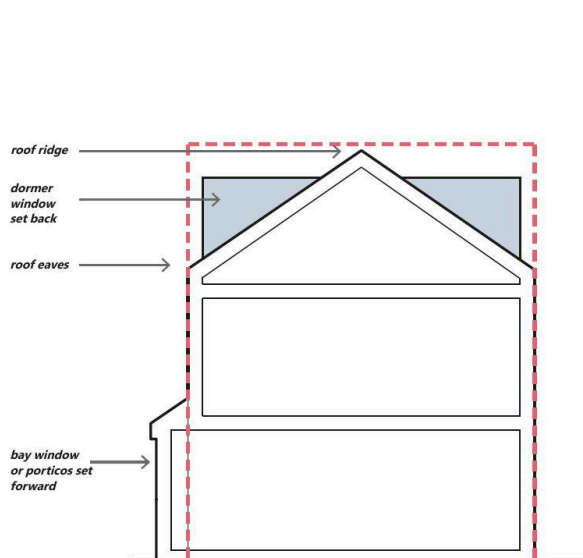 roof ridge
dormer
window
set back
roof eaves
bay window
or porticos set
forward